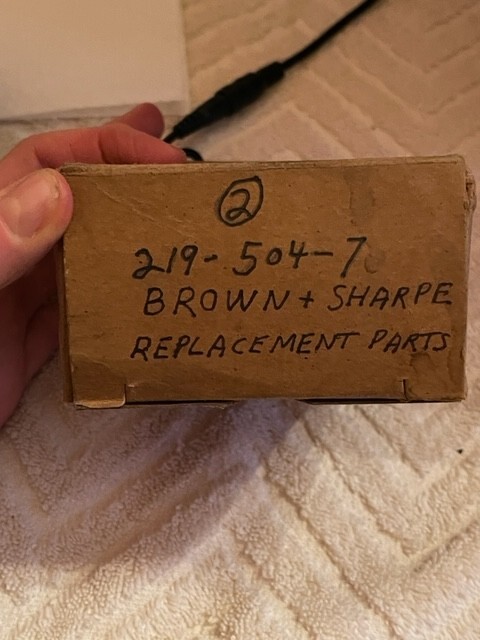 2
219-504-7
BROWN + SHARPE
REPLACEMENT PARTS